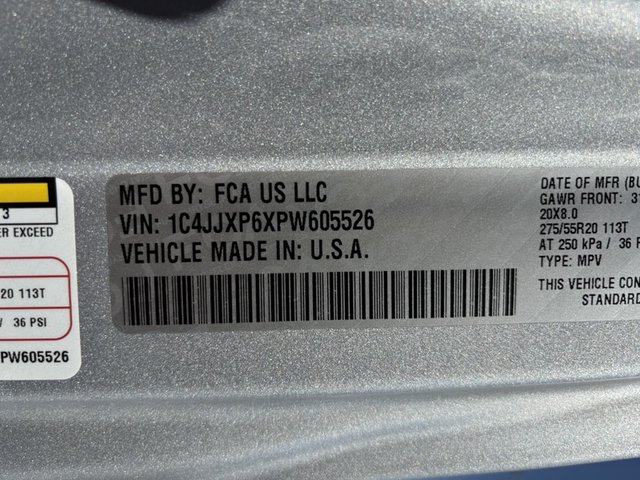 3
ER EXCEED
20 113T
/ 36 PSI
PW605526
MFD BY: FCA US LLC
VIN: 1C4JJXP6XPW605526
VEHICLE MADE IN: U.S.A.
DATE OF MFR (BU
GAWR FRONT: 31
20X8.0
275/55R20 113T
AT 250 kPa / 36 P
TYPE: MPV
THIS VEHICLE CON
STANDARD